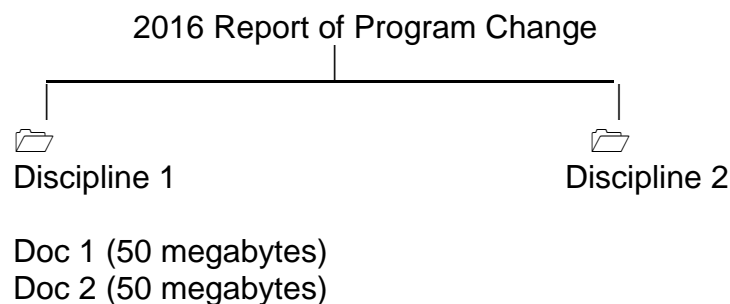 2016 Report of Program Change
Discipline 1
Discipline 2
Doc 1 (50 megabytes)
Doc 2 (50 megabytes)